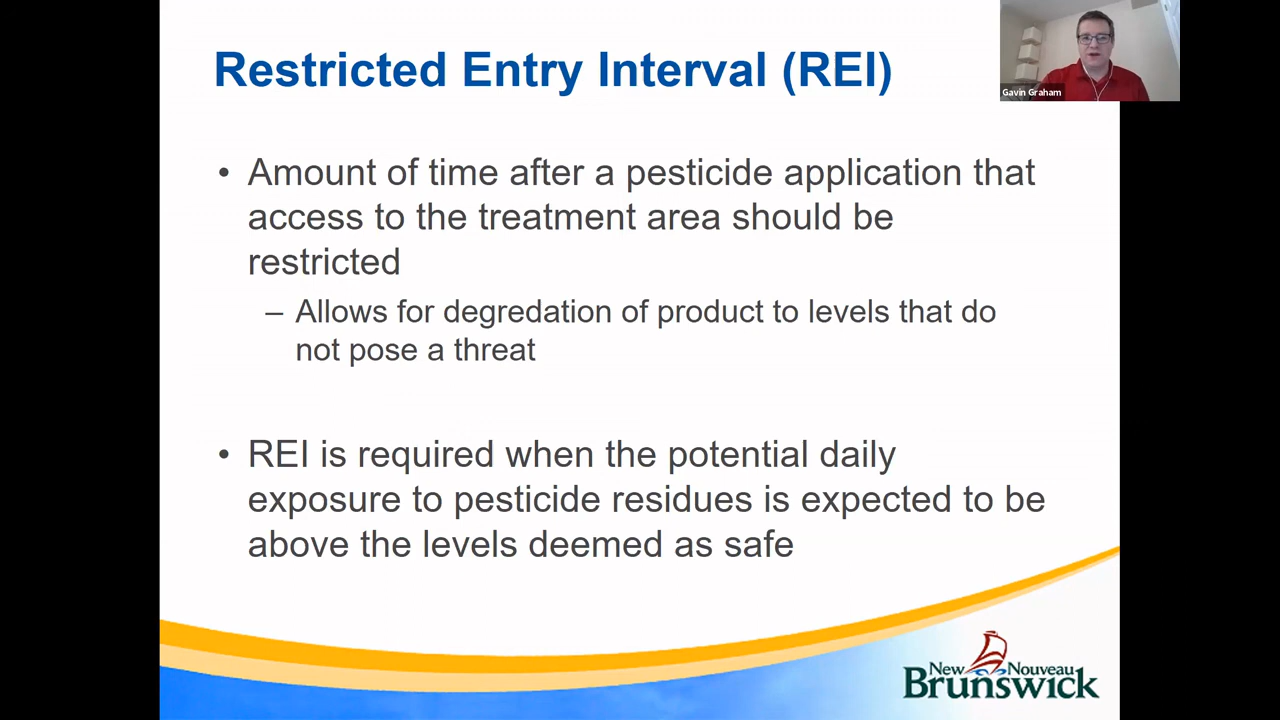 Restricted Entry Interval (REI)
Gavin Graham
• Amount of time after a pesticide application that
access to the treatment area should be
restricted
– Allows for degredation of product to levels that do
not pose a threat
• REI is required when the potential daily
exposure to pesticide residues is expected to be
above the levels deemed as safe
New Nouveau
Brunswick